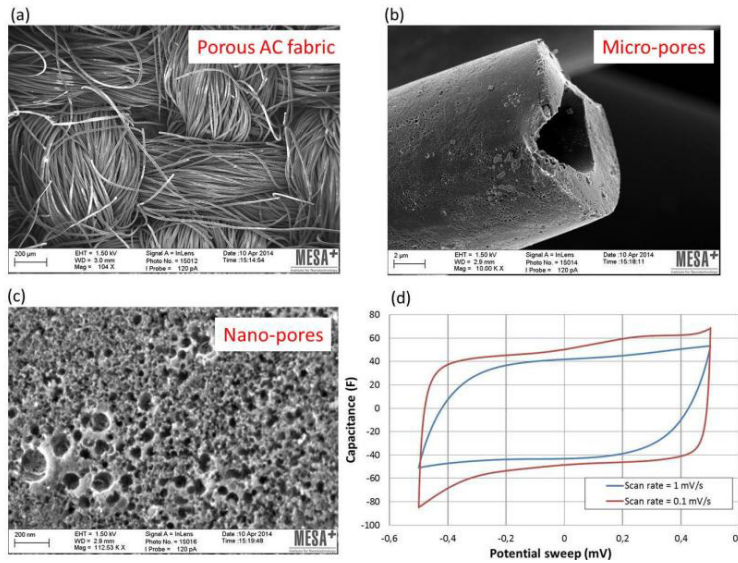 (a)
Porous AC fabric
200 µm
EHT = 1.50 kV
WD = 3.0 mm
Mag = 104 X
Signal A = InLens
Photo No. = 15012
I Probe = 120 pA
Date :10 Apr 2014
Time :15:14:54
MESA+
(b)
Micro-pores
2 µm
EHT = 1.50 kV
WD = 2.9 mm
Mag = 10.00 K X
Signal A = InLens
Photo No. = 15014
I Probe = 120 pA
Date :10 Apr 2014
Time :15:18:11
MESA+
(c)
Nano-pores
200 nm
EHT = 1.50 kV
WD = 2.9 mm
Mag = 112.53 K X
Signal A = InLens
Photo No. = 15016
I Probe = 120 pA
Date :10 Apr 2014
Time :15:19:49
MESA+
(d)
80
60
40
20
0
-20
-40
-60
-80
-100
Capacitance (F)
Scan rate = 1 mV/s
Scan rate = 0.1 mV/s
-0,6 -0,4 -0,2 0 0,2 0,4
Potential sweep (mV)